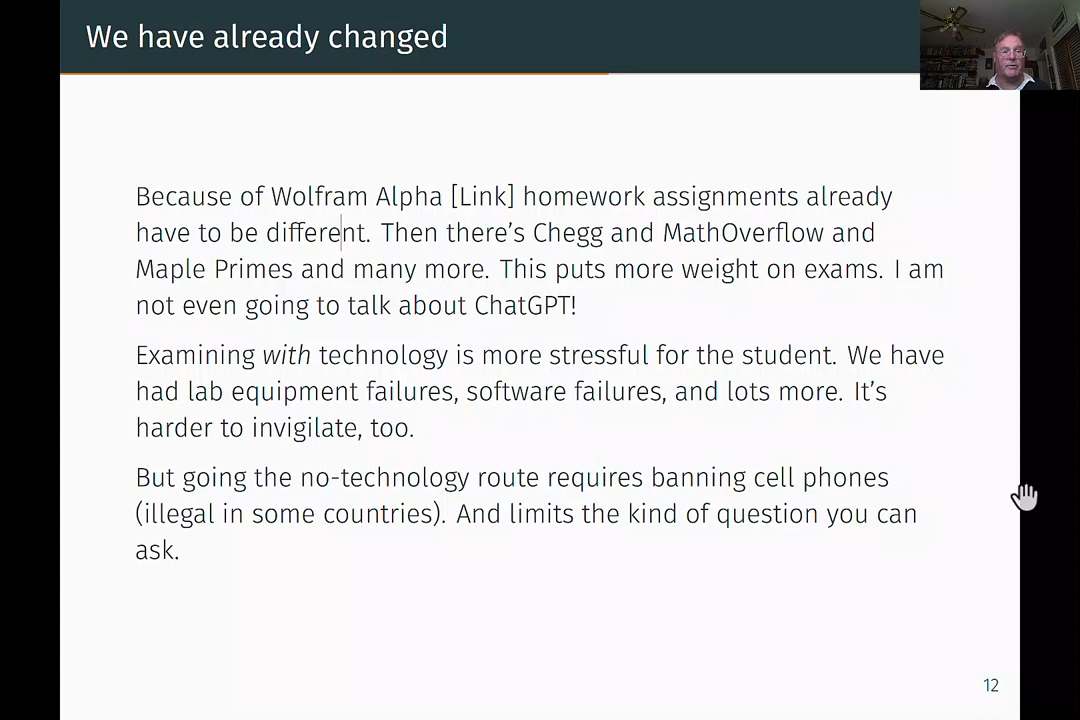 We have already changed
Because of Wolfram Alpha [Link] homework assignments already
have to be different. Then there’s Chegg and MathOverflow and
Maple Primes and many more. This puts more weight on exams. I am
not even going to talk about ChatGPT!
Examining with technology is more stressful for the student. We have
had lab equipment failures, software failures, and lots more. It’s
harder to invigilate, too.
But going the no-technology route requires banning cell phones
(illegal in some countries). And limits the kind of question you can
ask.
12